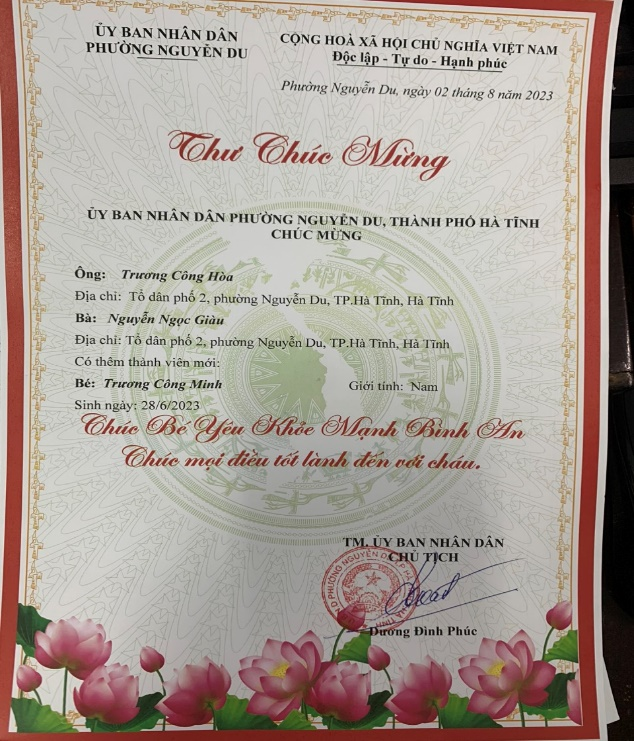 ỦY BAN NHÂN DÂN
PHƯỜNG NGUYỄN DU
CỘNG HOÀ XÃ HỘI CHỦ NGHĨA VIỆT NAM
Độc lập - Tự do - Hạnh phúc
Phường Nguyễn Du, ngày 02 tháng 8 năm 2023
Thư Chúc Mừng
ỦY BAN NHÂN DÂN PHƯỜNG NGUYỄN DU, THÀNH PHỐ HÀ TĨNH
CHÚC MỪNG
Ông: Trương Công Hòa
Địa chỉ: Tổ dân phố 2, phường Nguyễn Du, TP.Hà Tĩnh, Hà Tĩnh
Bà: Nguyễn Ngọc Giàu
Địa chỉ: Tổ dân phố 2, phường Nguyễn Du, TP.Hà Tĩnh, Hà Tĩnh
Có thêm thành viên mới:
Bé: Trương Công Minh Giới tính: Nam
Sinh ngày: 28/6/2023
Chúc Bé Yêu Khỏe Mạnh Bình An
Chúc mọi điều tốt lành đến với cháu.
TM. ỦY BAN NHÂN DÂN
CHỦ TỊCH
Dương Đình Phúc